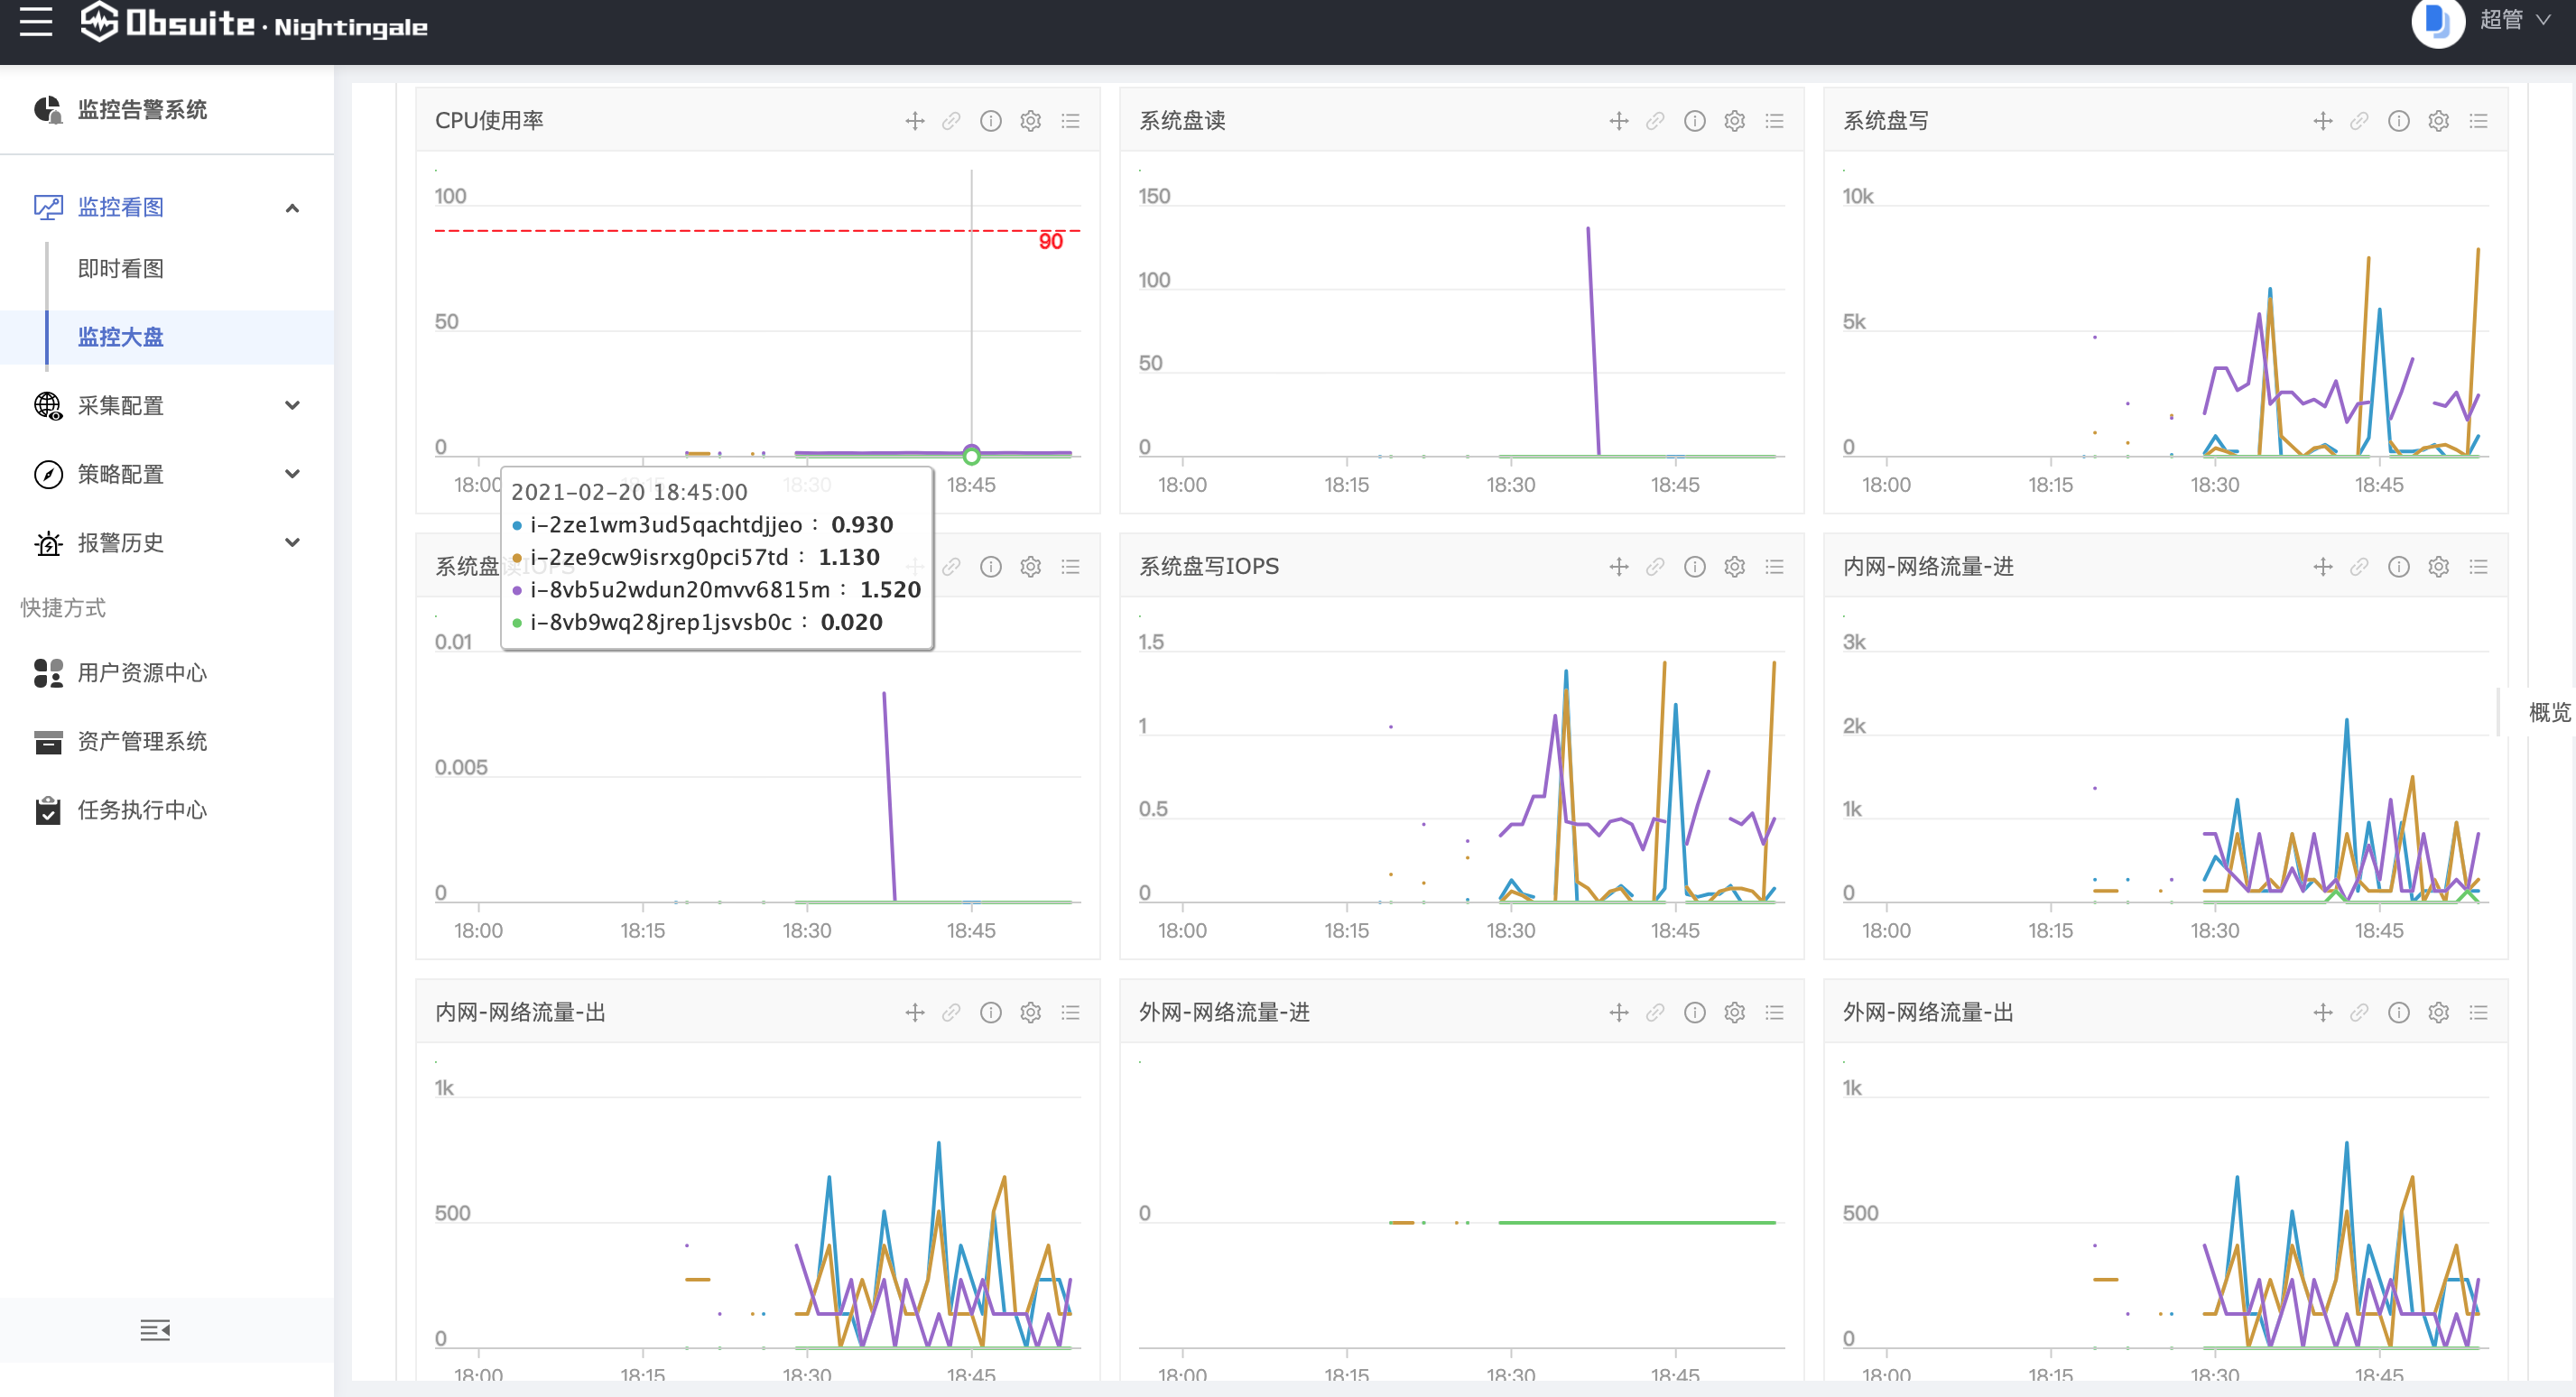 Obsuite · Nightingale
超管
监控告警系统
监控看图
即时看图
监控大盘
采集配置
策略配置
报警历史
快捷方式
用户资源中心
资产管理系统
任务执行中心
CPU使用率
100
90
50
0
18:00
18:15
18:30
18:45
2021-02-20 18:45:00
i-2ze1wm3ud5qachtdjjeo： 0.930
i-2ze9cw9isrxg0pci57td： 1.130
i-8vb5u2wdun20mvv6815m： 1.520
i-8vb9wq28jrep1jsvsb0c： 0.020
系统盘读
150
100
50
0
18:00
18:15
18:30
18:45
系统盘写
10k
5k
0
18:00
18:15
18:30
18:45
系统盘读IOPS
0.01
0.005
0
18:00
18:15
18:30
18:45
系统盘写IOPS
1.5
1
0.5
0
18:00
18:15
18:30
18:45
内网-网络流量-进
3k
2k
1k
0
18:00
18:15
18:30
18:45
概览
内网-网络流量-出
1k
500
0
18:00
18:15
18:30
18:45
外网-网络流量-进
0
18:00
18:15
18:30
18:45
外网-网络流量-出
1k
500
0
18:00
18:15
18:30
18:45